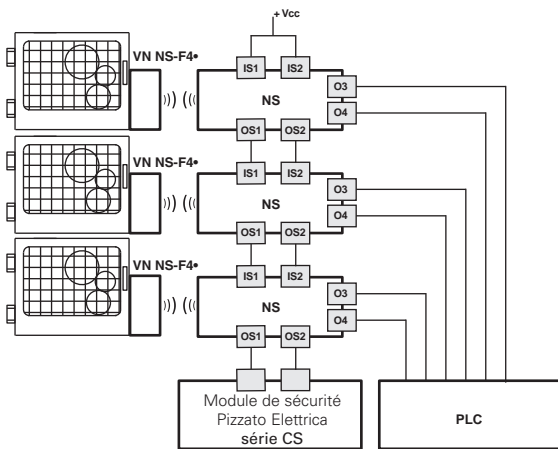 + Vcc
VN NS-F4•
IS1 IS2
O3
NS
O4
OS1 OS2
VN NS-F4•
IS1 IS2
O3
NS
O4
OS1 OS2
VN NS-F4•
IS1 IS2
O3
NS
O4
OS1 OS2
Module de sécurité
Pizzato Elettrica
série CS
PLC